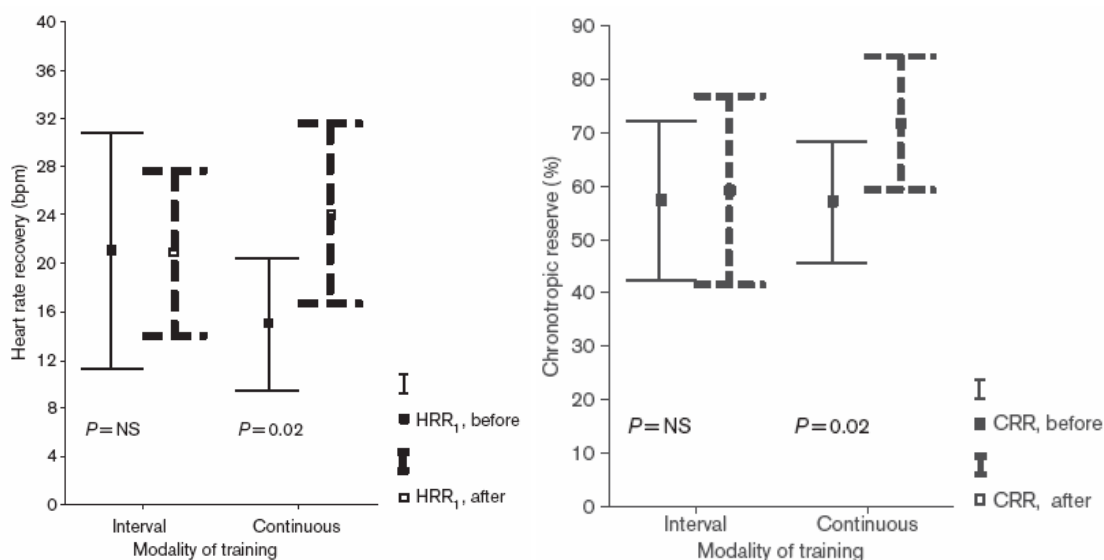 40
36
32
28
24
20
16
12
8
4
0
Heart rate recovery (bpm)
P=NS
P=0.02
HRR₁, before
HRR₁, after
Interval
Continuous
Modality of training
90
80
70
60
50
40
30
20
10
0
Chronotropic reserve (%)
P=NS
P=0.02
CRR, before
CRR, after
Interval
Continuous
Modality of training